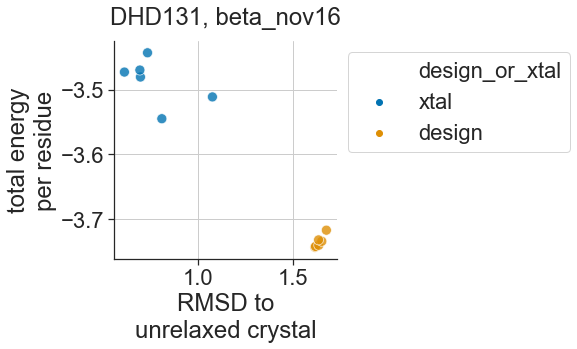 DHD131, beta_nov16
total energy
per residue
−3.5
−3.6
−3.7
1.0
1.5
RMSD to
unrelaxed crystal
design_or_xtal
xtal
design